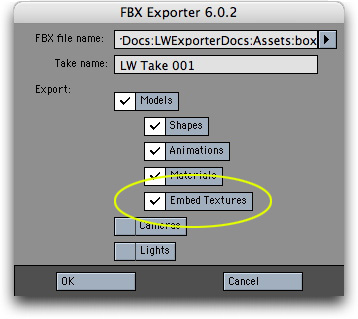 FBX Exporter 6.0.2
FBX file name: Docs:LWExporterDocs:Assets:box
Take name: LW Take 001
Export:
Models
Shapes
Animations
Materials
Embed Textures
Cameras
Lights
OK Cancel